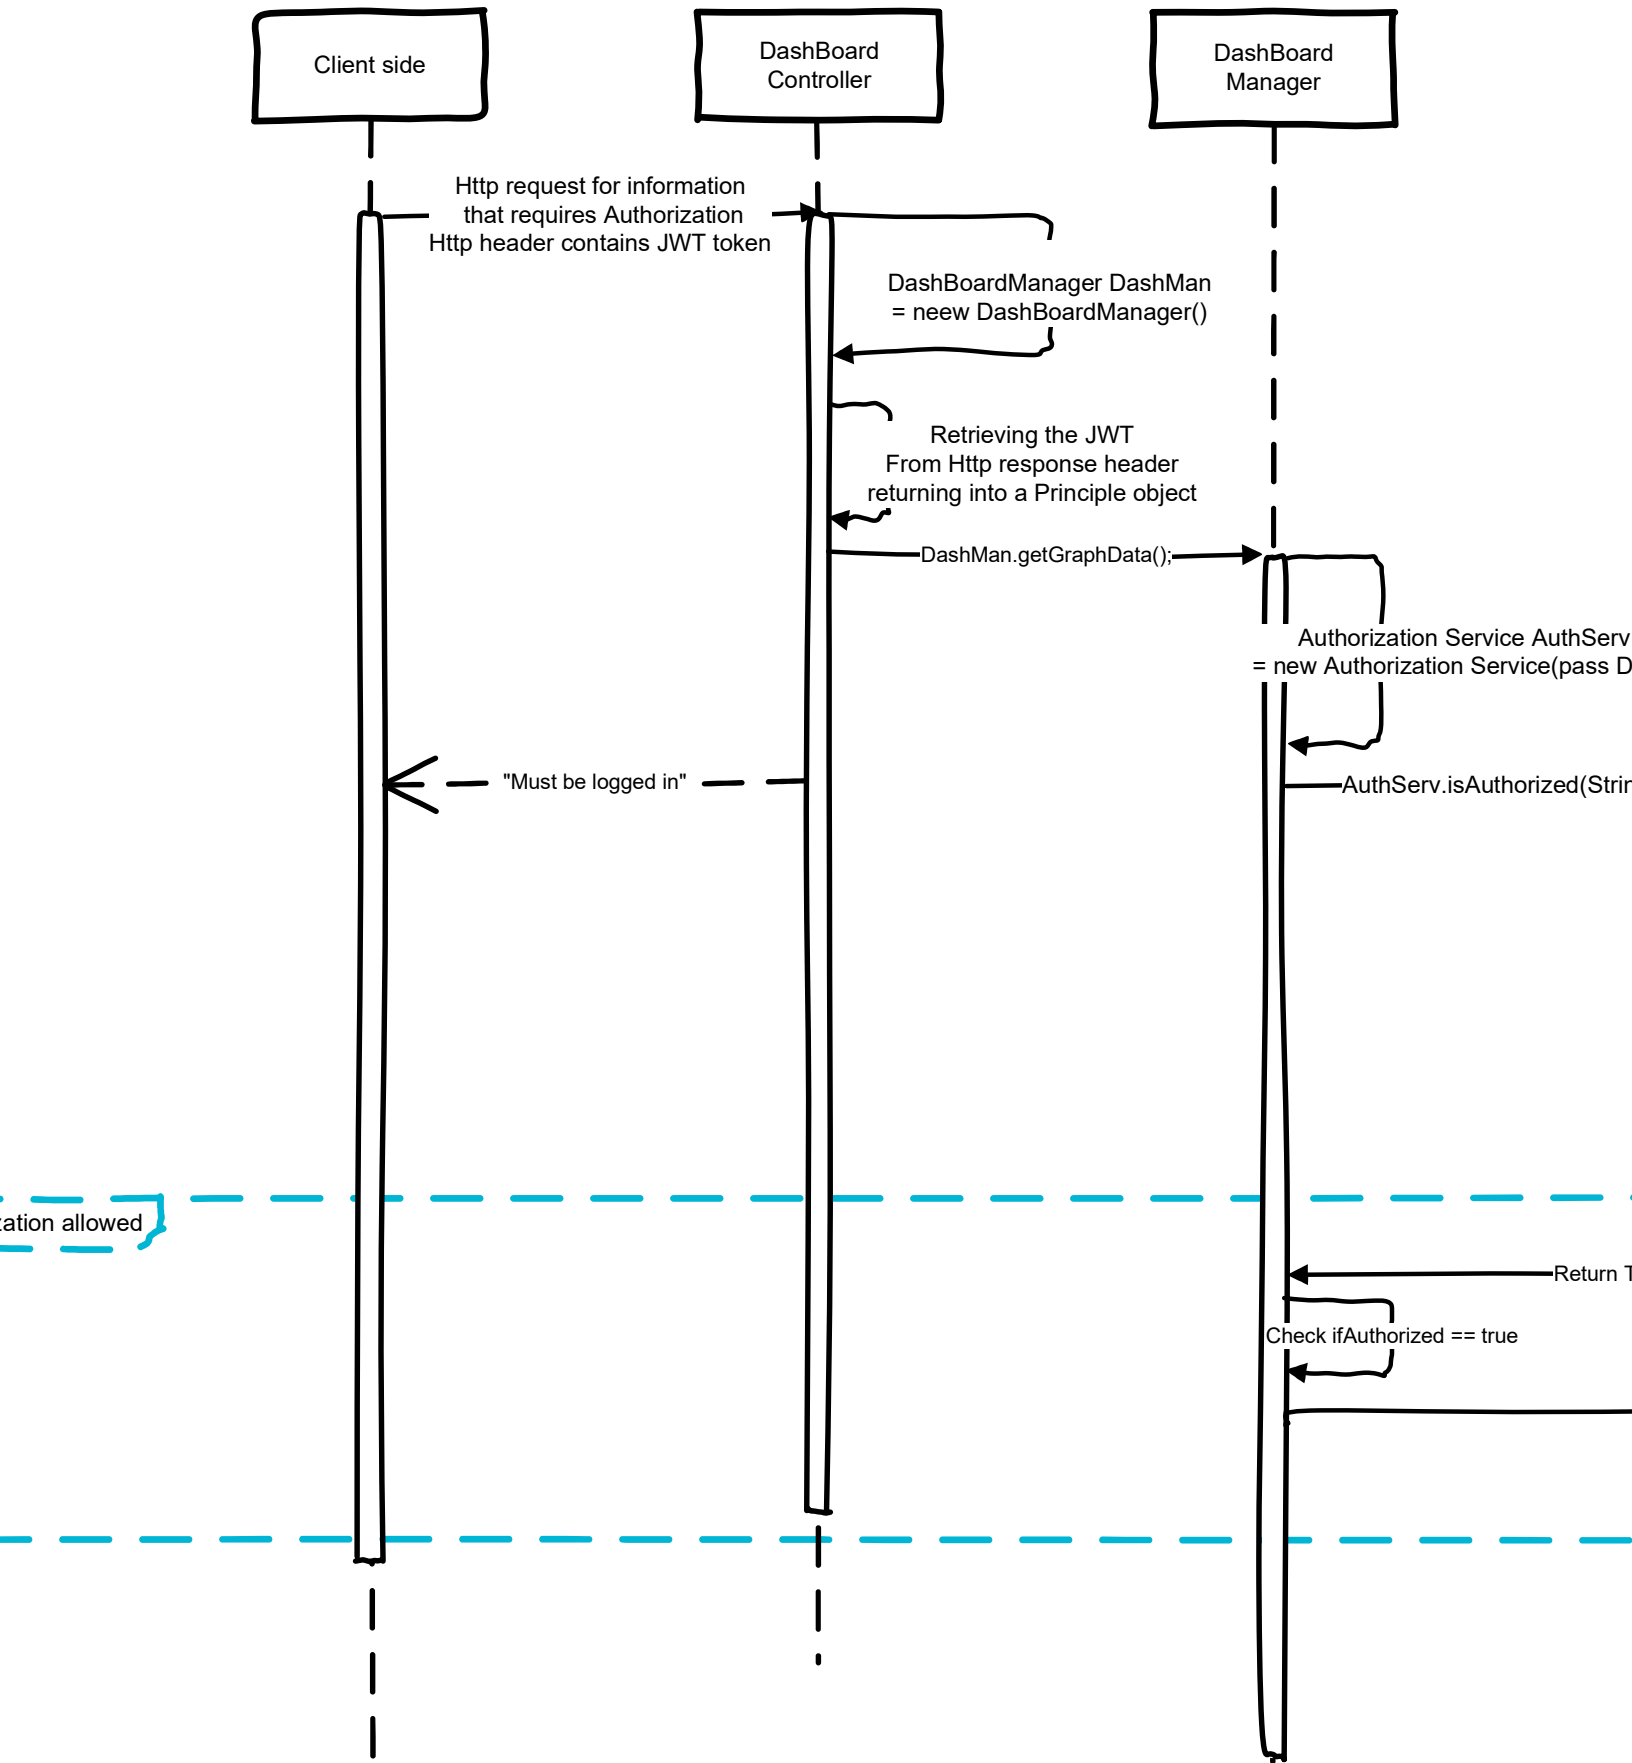 Client side
DashBoard
Controller
DashBoard
Manager
Http request for information
that requires Authorization
Http header contains JWT token
DashBoardManager DashMan
= neew DashBoardManager()
Retrieving the JWT
From Http response header
returning into a Principle object
DashMan.getGraphData();
Authorization Service AuthServ
= new Authorization Service(pass D
"Must be logged in"
AuthServ.isAuthorized(Strin
zation allowed
Return T
Check ifAuthorized == true